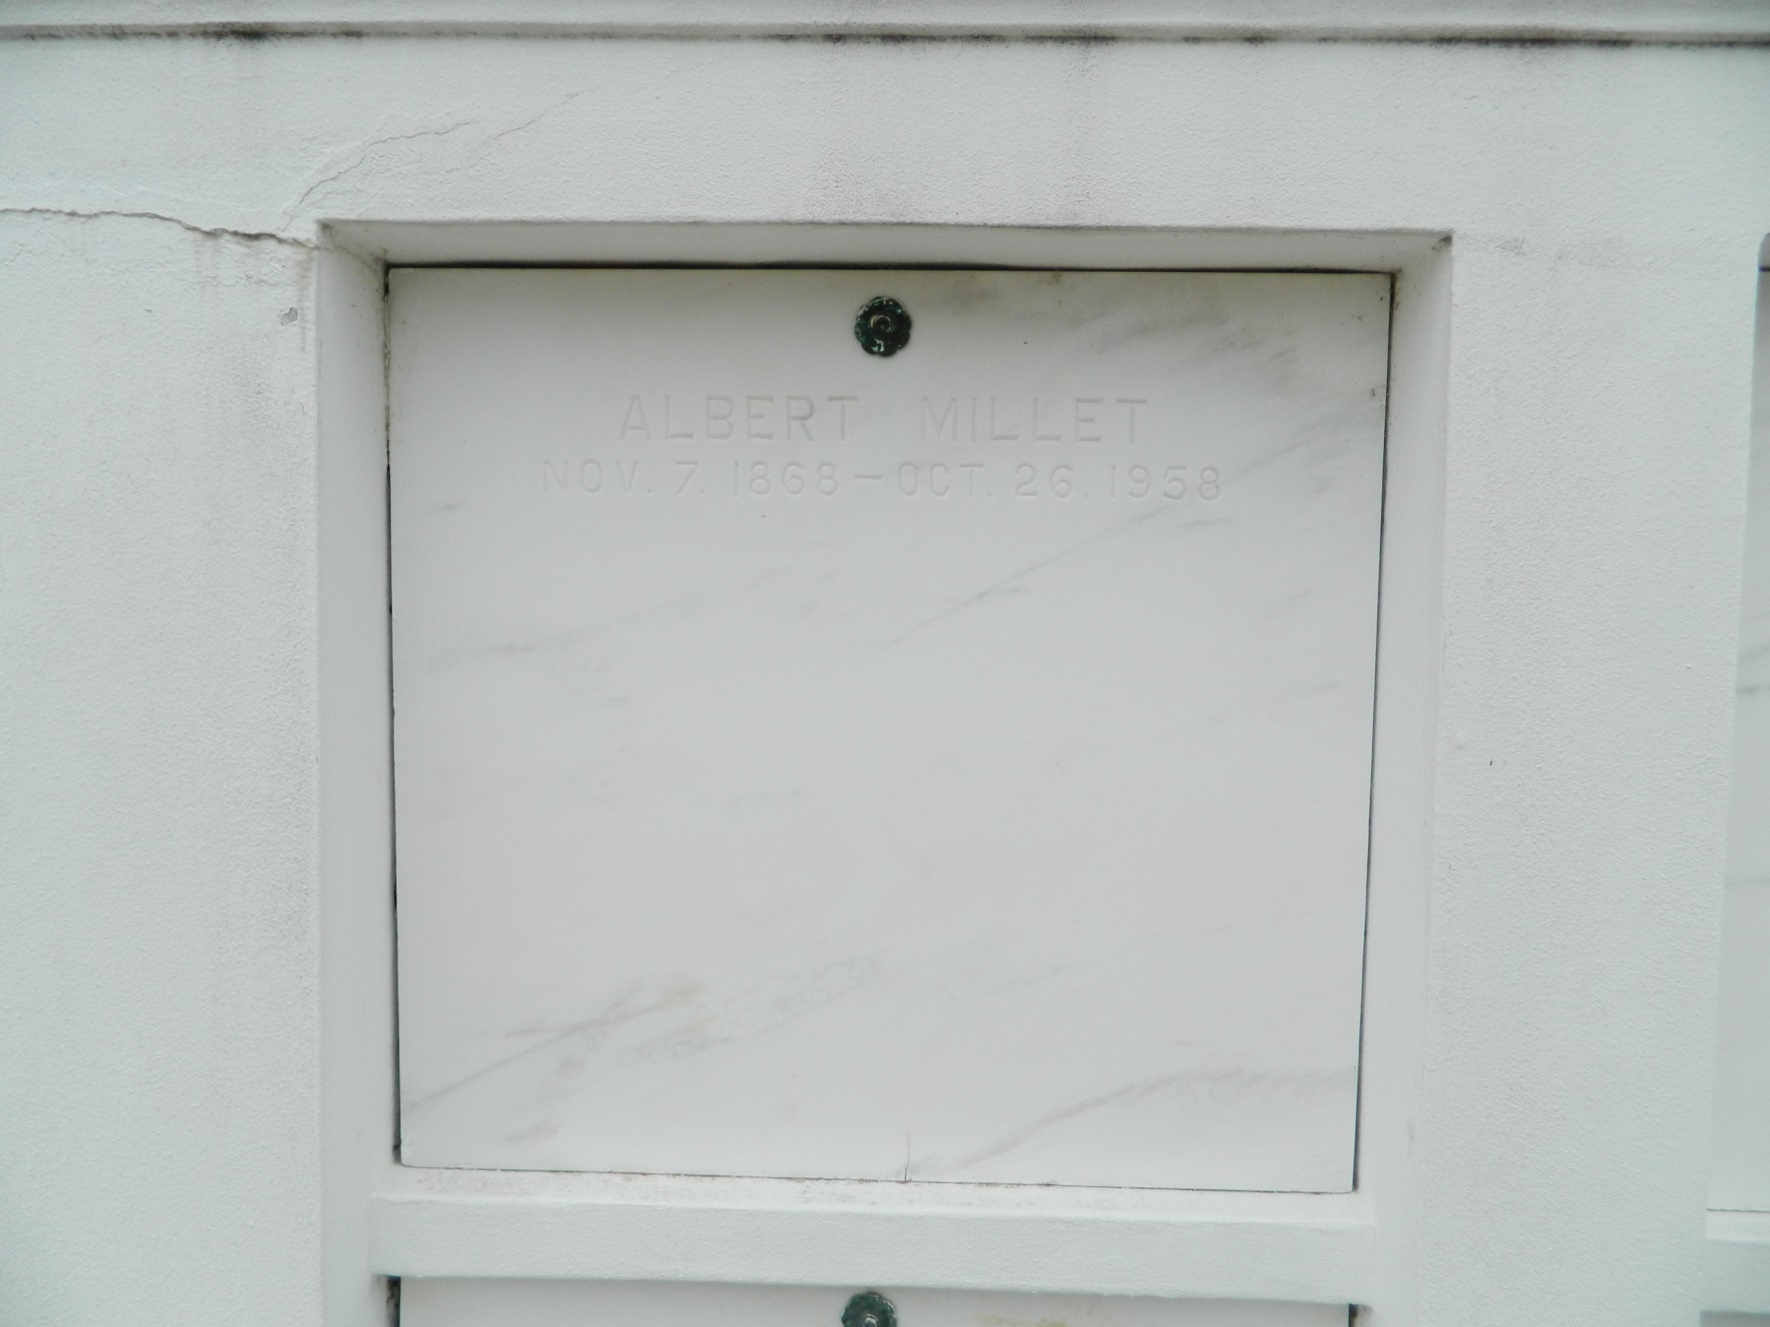 ALBERT MILLET
NOV. 7. 1868 – OCT. 26. 1958